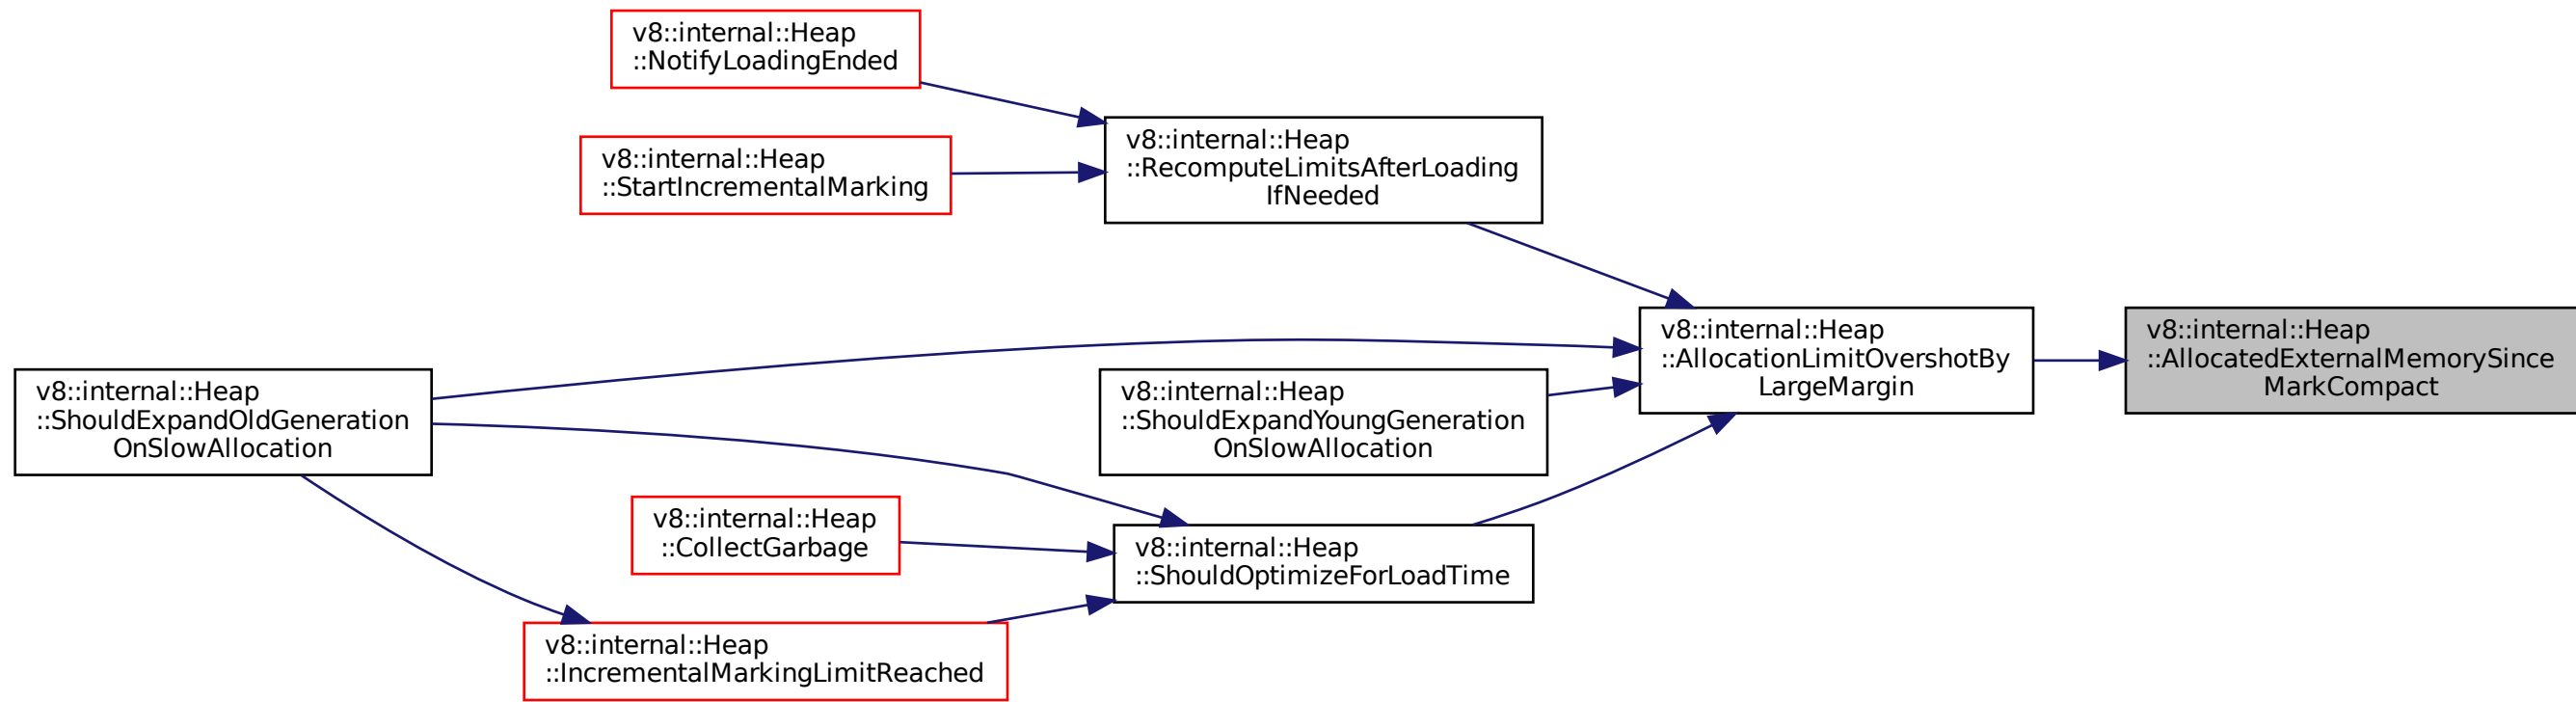 v8::internal::Heap
::NotifyLoadingEnded
v8::internal::Heap
::StartIncrementalMarking
v8::internal::Heap
::RecomputeLimitsAfterLoading
IfNeeded
v8::internal::Heap
::AllocationLimitOvershotBy
LargeMargin
v8::internal::Heap
::AllocatedExternalMemorySince
MarkCompact
v8::internal::Heap
::ShouldExpandOldGeneration
OnSlowAllocation
v8::internal::Heap
::ShouldExpandYoungGeneration
OnSlowAllocation
v8::internal::Heap
::CollectGarbage
v8::internal::Heap
::ShouldOptimizeForLoadTime
v8::internal::Heap
::IncrementalMarkingLimitReached